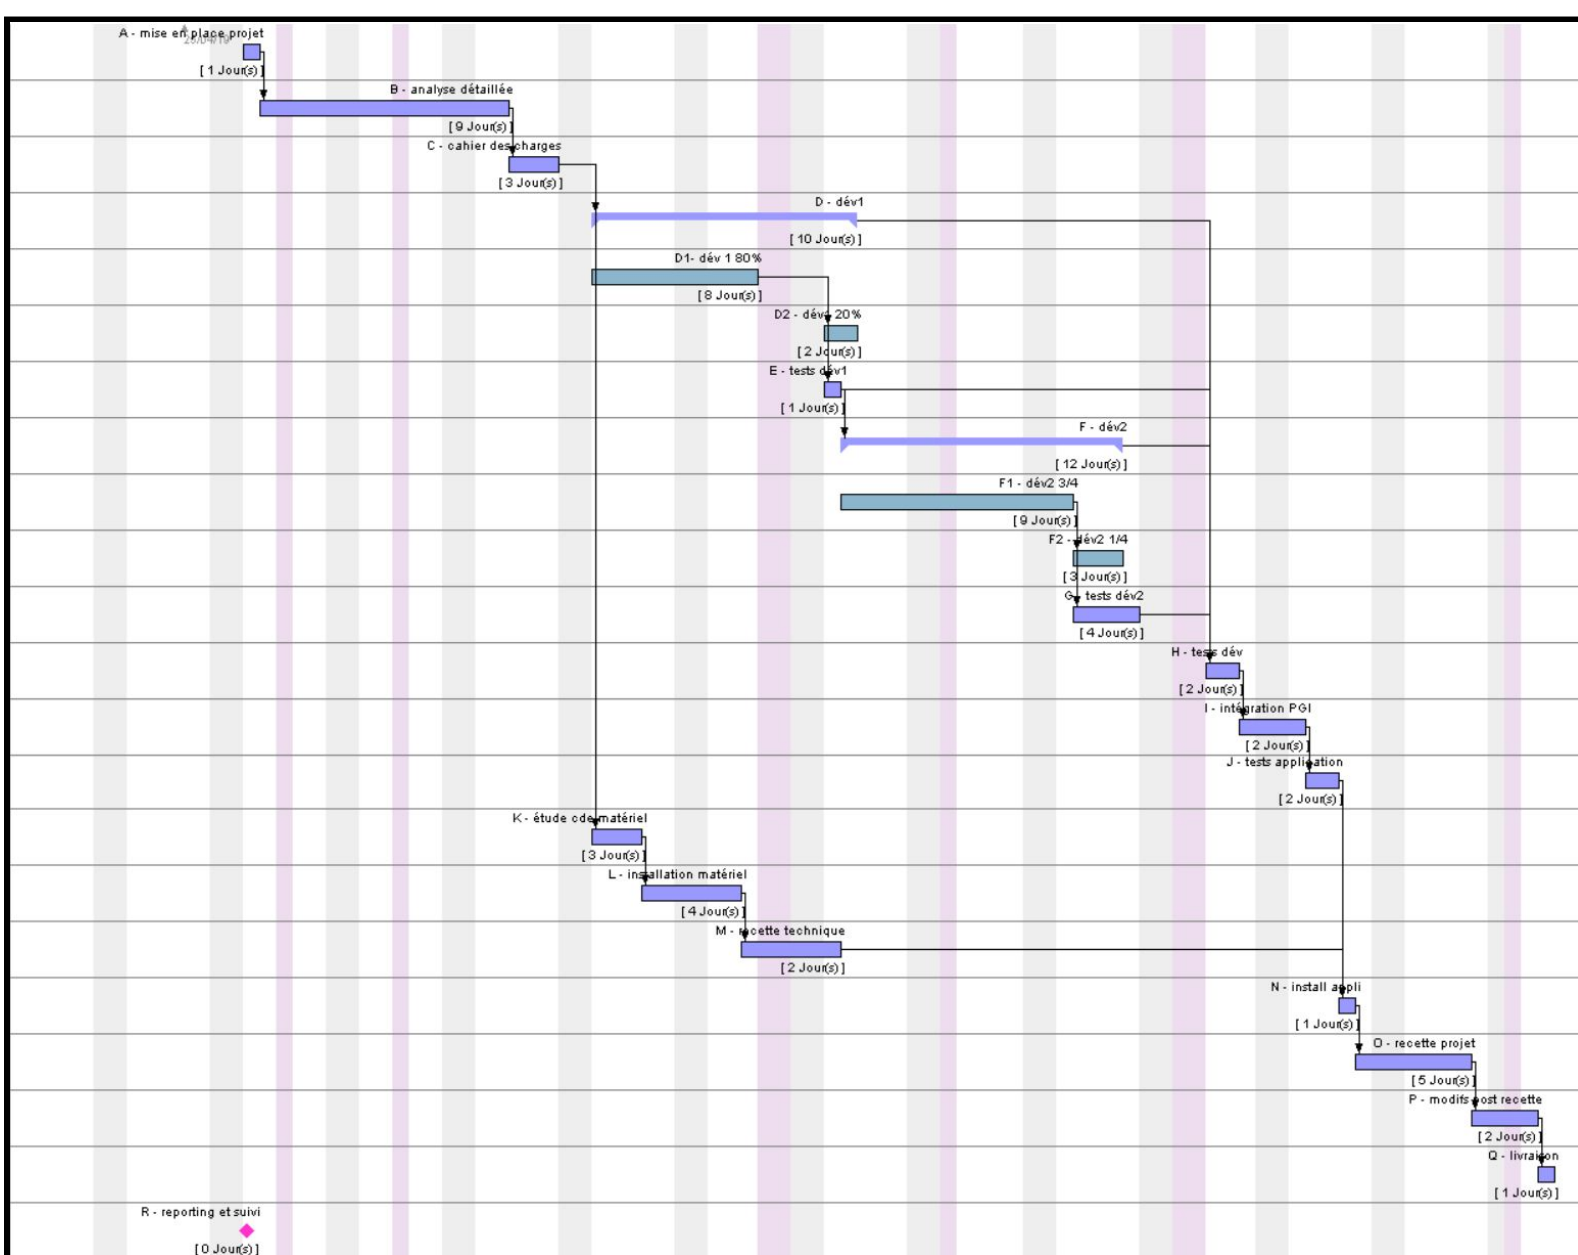 A - mise en place projet
[ 1 Jour(s) ]
B - analyse détaillée
[ 9 Jour(s) ]
C - cahier des charges
[ 3 Jour(s) ]
D - dév1
[ 10 Jour(s) ]
D1- dév 1 80%
[ 8 Jour(s) ]
D2 - dév1 20%
[ 2 Jour(s) ]
E - tests dév1
[ 1 Jour(s) ]
F - dév2
[ 12 Jour(s) ]
F1 - dév2 3/4
[ 9 Jour(s) ]
F2 - dév2 1/4
[ 3 Jour(s) ]
G - tests dév2
[ 4 Jour(s) ]
H - tests dév
[ 2 Jour(s) ]
I - intégration PGI
[ 2 Jour(s) ]
J - tests application
[ 2 Jour(s) ]
K - étude cde matériel
[ 3 Jour(s) ]
L - installation matériel
[ 4 Jour(s) ]
M - recette technique
[ 2 Jour(s) ]
N - install appli
[ 1 Jour(s) ]
O - recette projet
[ 5 Jour(s) ]
P - modifs post recette
[ 2 Jour(s) ]
Q - livraison
[ 1 Jour(s) ]
R - reporting et suivi
[ 0 Jour(s) ]